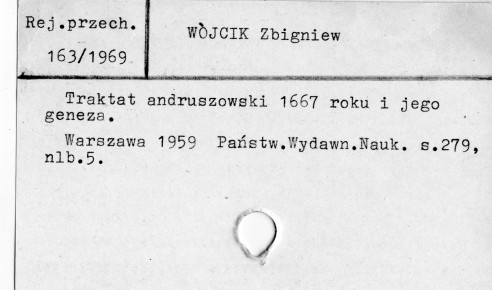 Rej.przech.
163/1969
WÒJCIK Zbigniew
Traktat andruszowski 1667 roku i jego
geneza.
Warszawa 1959 Państw.Wydawn.Nauk. s.279,
nlb.5.